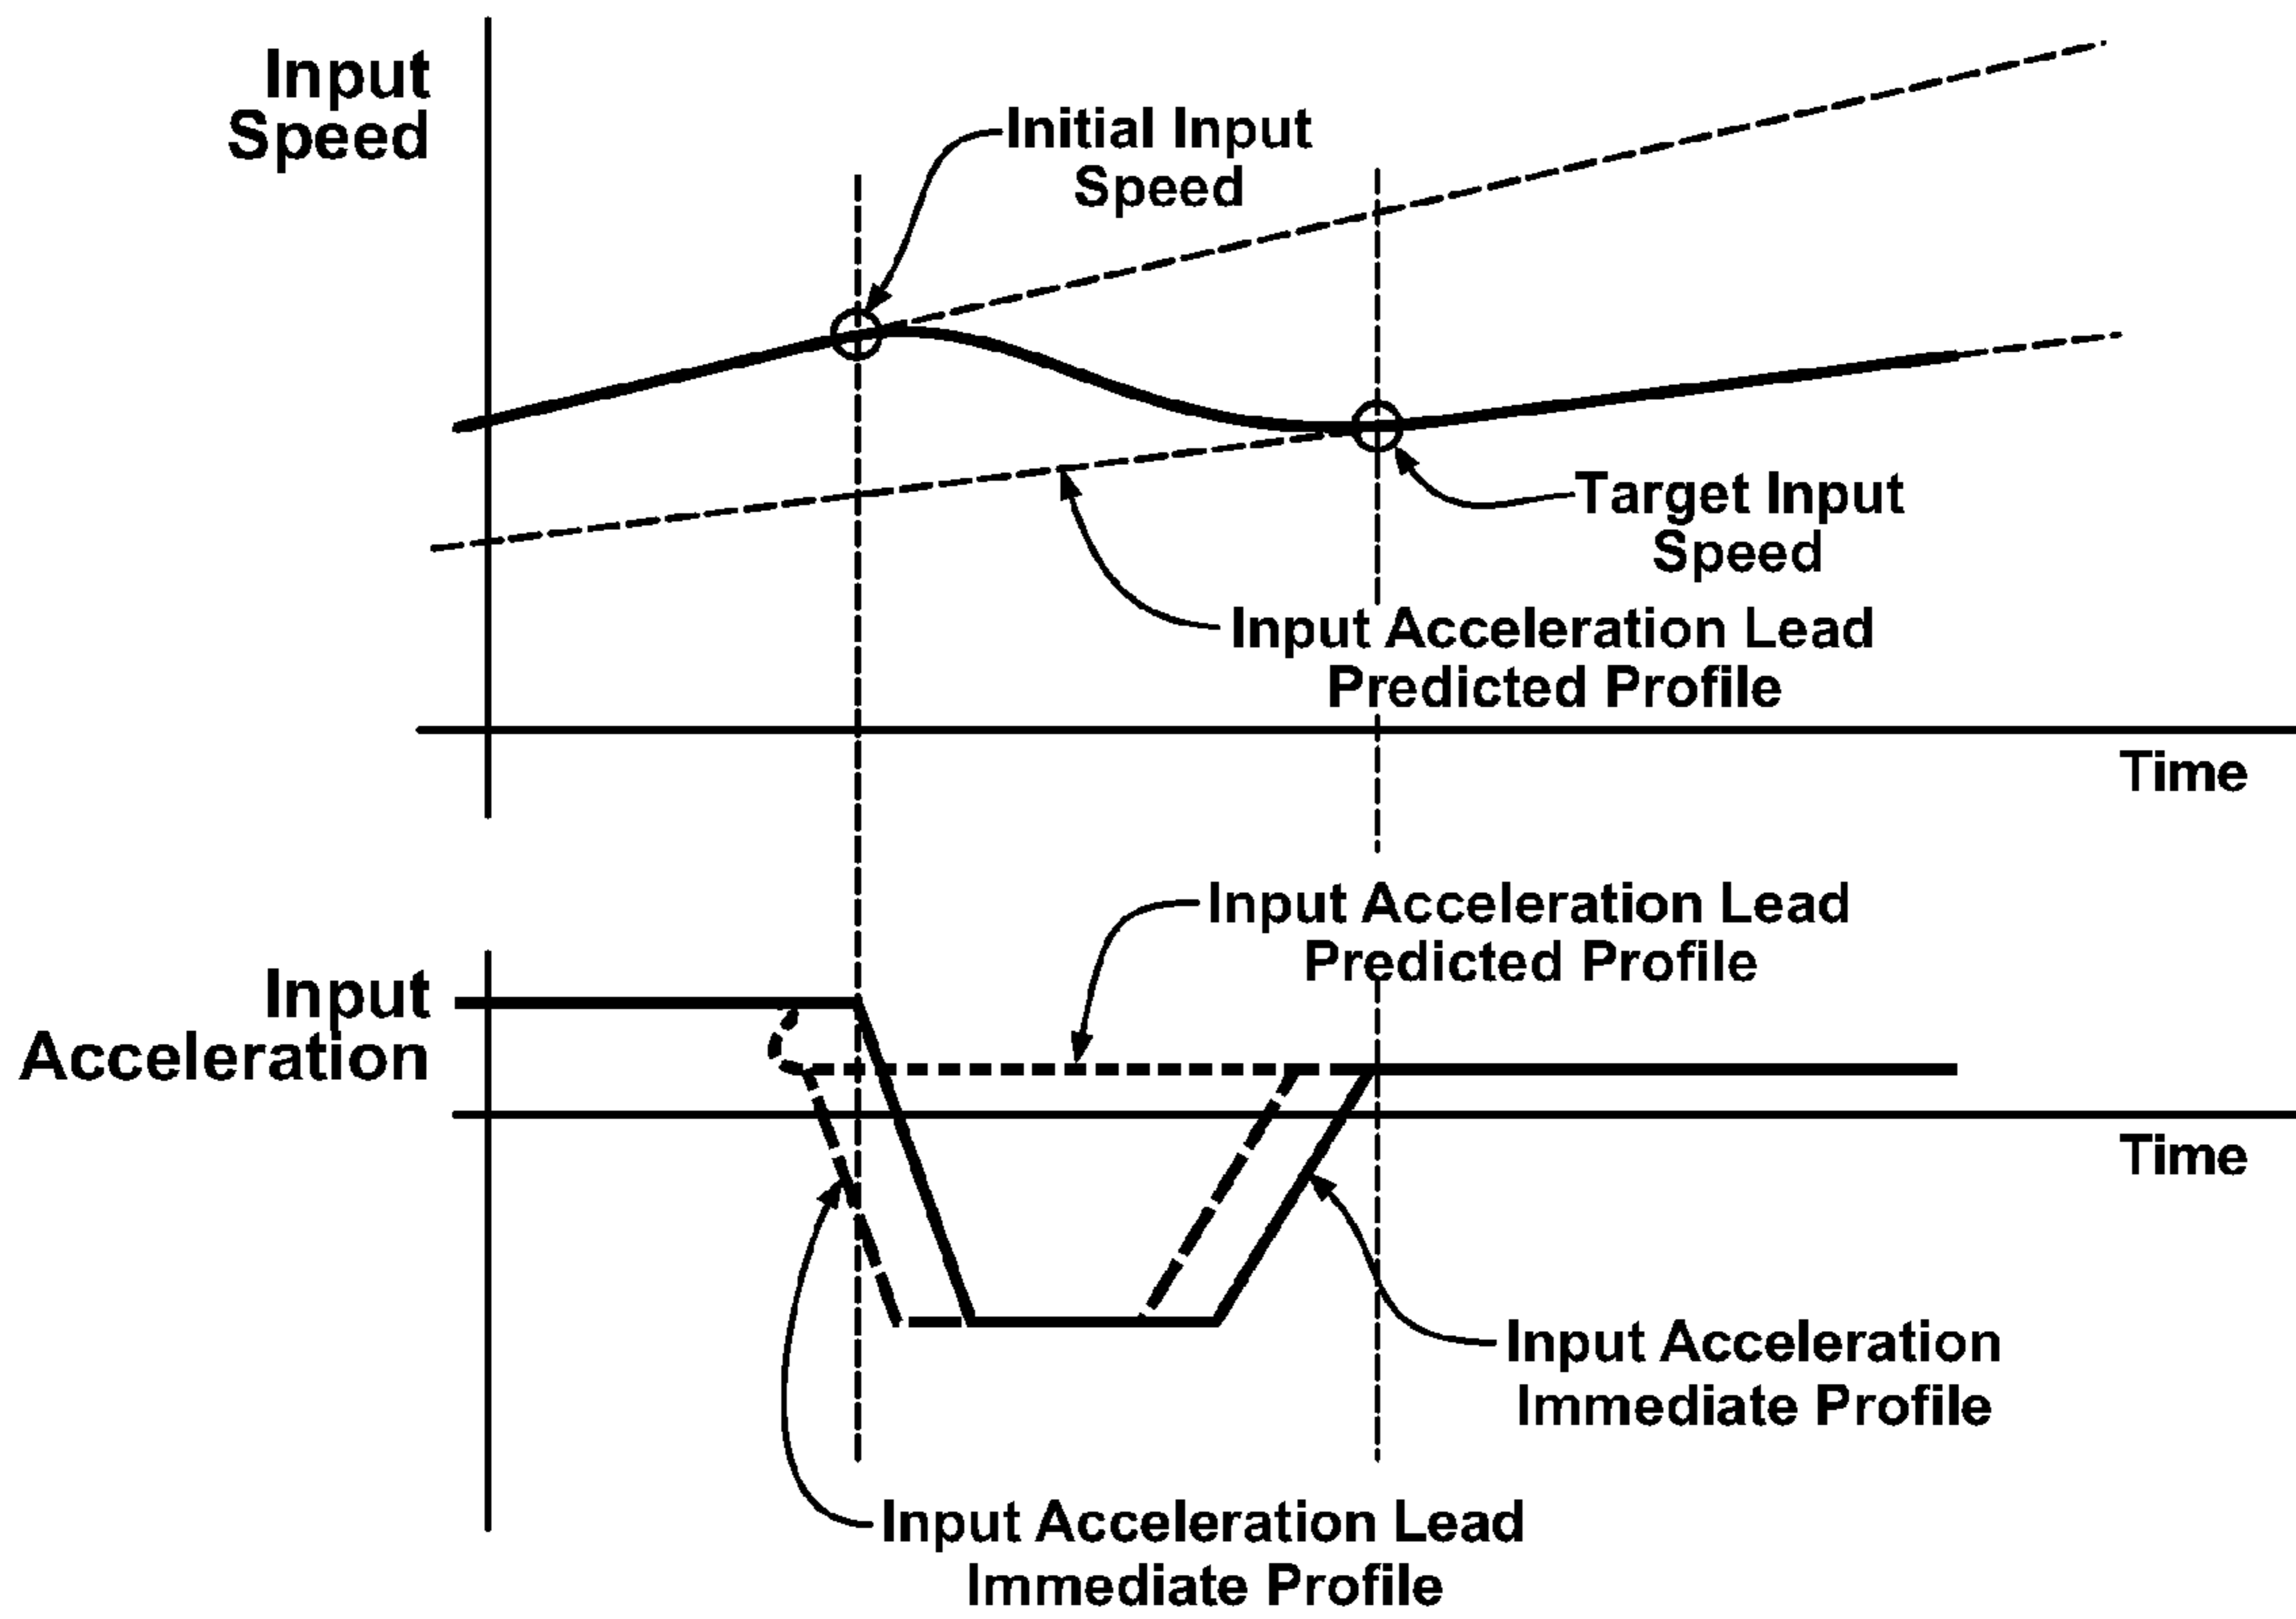 Input
Speed
Initial Input
Speed
Target Input
Speed
Input Acceleration Lead
Predicted Profile
Time
Input Acceleration Lead
Predicted Profile
Input
Acceleration
Time
Input Acceleration
Immediate Profile
Input Acceleration Lead
Immediate Profile